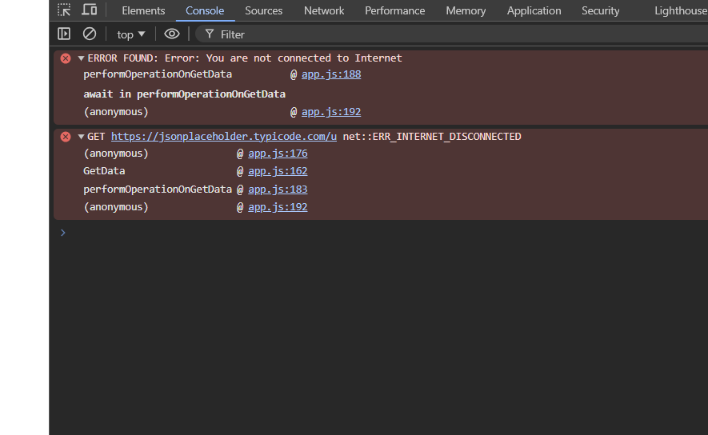 Elements Console Sources Network Performance Memory Application Security Lighthouse
top Filter
ERROR FOUND: Error: You are not connected to Internet
performOperationOnGetData @ app.js:188
await in performOperationOnGetData
(anonymous) @ app.js:192
GET https://jsonplaceholder.typicode.com/u net::ERR_INTERNET_DISCONNECTED
(anonymous) @ app.js:176
GetData @ app.js:162
performOperationOnGetData @ app.js:183
(anonymous) @ app.js:192